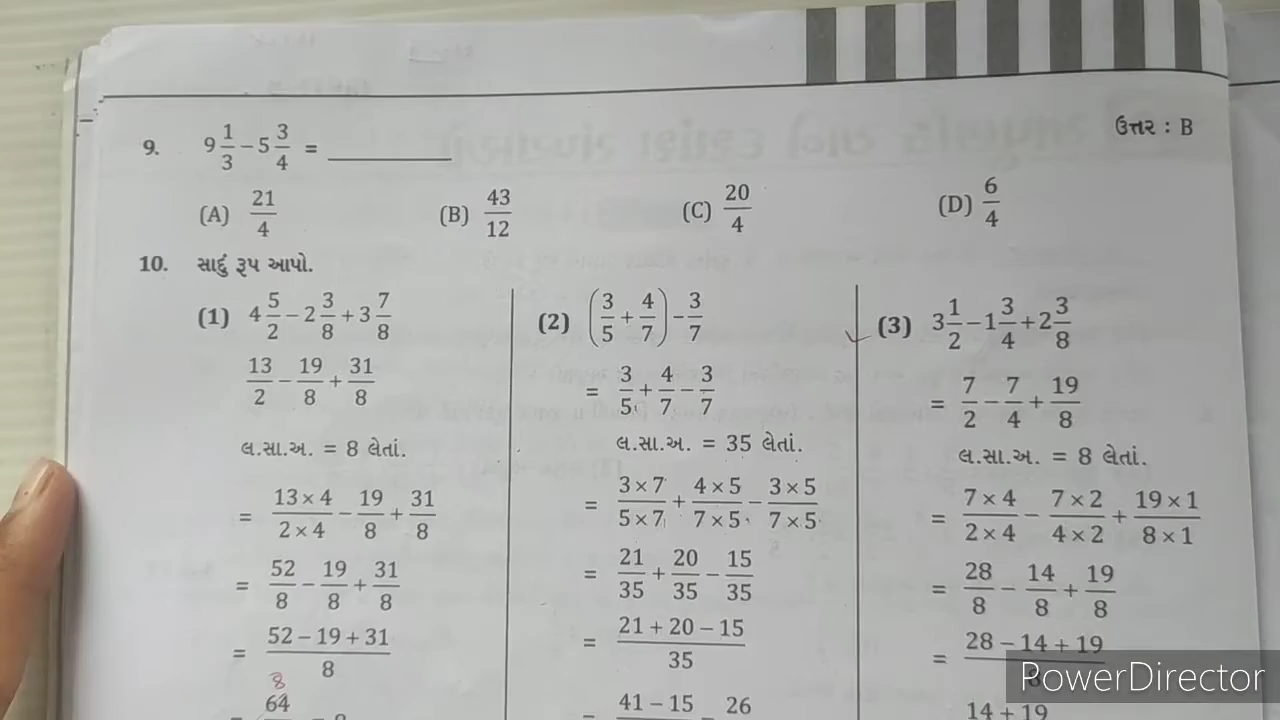 ઉત્તર : B
9. 9 1/3 − 5 3/4 = ________
(A) 21/4 (B) 43/12 (C) 20/4 (D) 6/4
10. સાદું રૂપ આપો.
(1) 4 5/2 − 2 3/8 + 3 7/8
13/2 − 19/8 + 31/8
લ.સા.અ. = 8 લેતાં.
= 13 × 4/2 × 4 − 19/8 + 31/8
= 52/8 − 19/8 + 31/8
= 52 − 19 + 31/8
8
64
(2) (3/5 + 4/7) − 3/7
= 3/5 + 4/7 − 3/7
લ.સા.અ. = 35 લેતાં.
= 3 × 7/5 × 7 + 4 × 5/7 × 5 − 3 × 5/7 × 5
= 21/35 + 20/35 − 15/35
= 21 + 20 − 15/35
= 41 − 15 = 26
(3) 3 1/2 − 1 3/4 + 2 3/8
= 7/2 − 7/4 + 19/8
લ.સા.અ. = 8 લેતાં.
= 7 × 4/2 × 4 − 7 × 2/4 × 2 + 19 × 1/8 × 1
= 28/8 − 14/8 + 19/8
= 28 − 14 + 19/8
14 + 19
PowerDirector